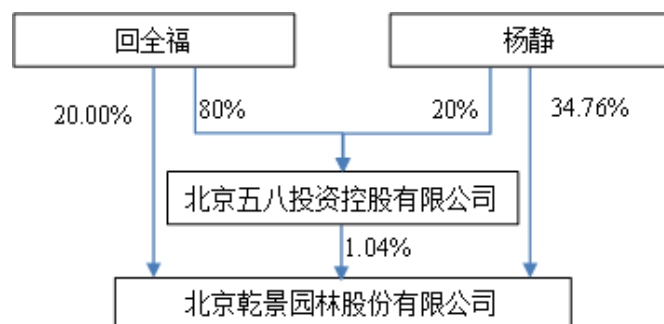 回全福
杨静
20.00%
80%
20%
34.76%
北京五八投资控股有限公司
1.04%
北京乾景园林股份有限公司